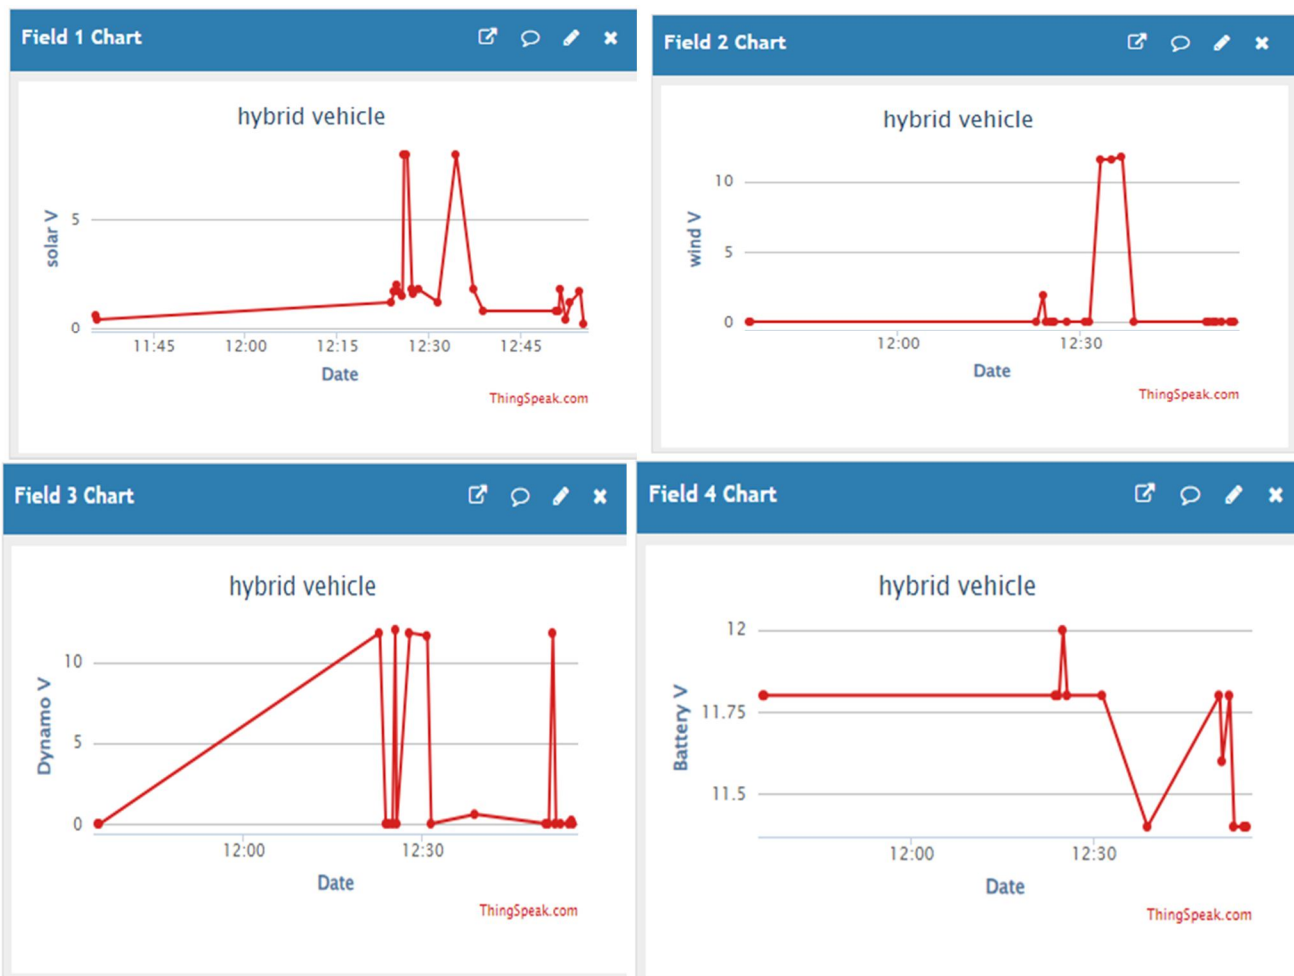 Field 1 Chart
hybrid vehicle
solar V
5
0
11:45 12:00 12:15 12:30 12:45
Date
ThingSpeak.com
Field 2 Chart
hybrid vehicle
wind V
10
5
0
12:00 12:30
Date
ThingSpeak.com
Field 3 Chart
hybrid vehicle
Dynamo V
10
5
0
12:00 12:30
Date
ThingSpeak.com
Field 4 Chart
hybrid vehicle
Battery V
12
11.75
11.5
12:00 12:30
Date
ThingSpeak.com